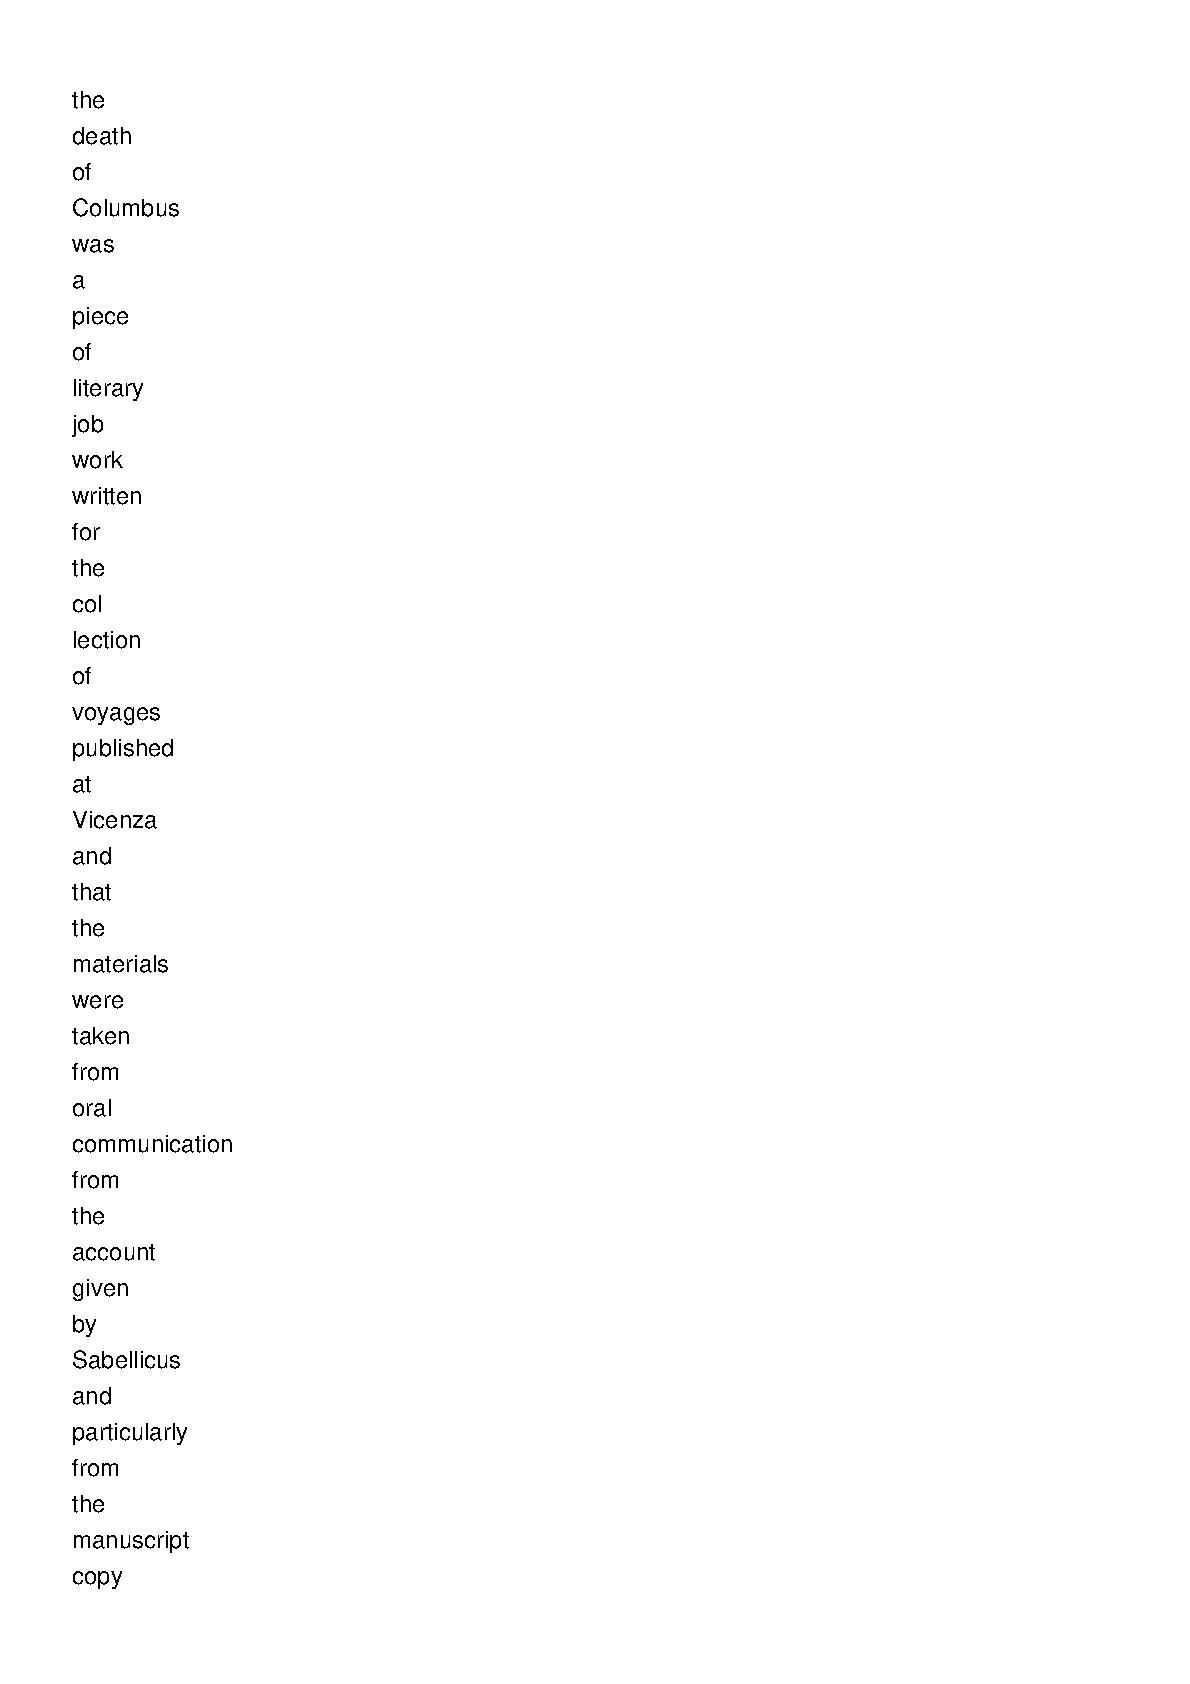 the
death
of
Columbus
was
a
piece
of
literary
job
work
written
for
the
col
lection
of
voyages
published
at
Vicenza
and
that
the
materials
were
taken
from
oral
communication
from
the
account
given
by
Sabellicus
and
particularly
from
the
manuscript
copy